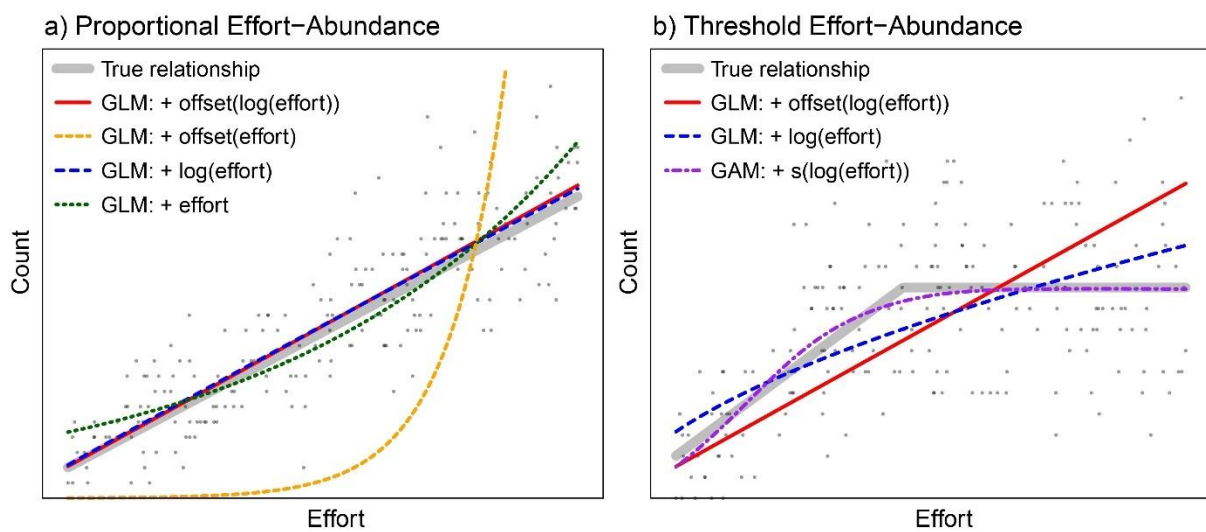 a) Proportional Effort−Abundance
True relationship
GLM: + offset(log(effort))
GLM: + offset(effort)
GLM: + log(effort)
GLM: + effort
Count
Effort
b) Threshold Effort−Abundance
True relationship
GLM: + offset(log(effort))
GLM: + log(effort)
GAM: + s(log(effort))
Count
Effort